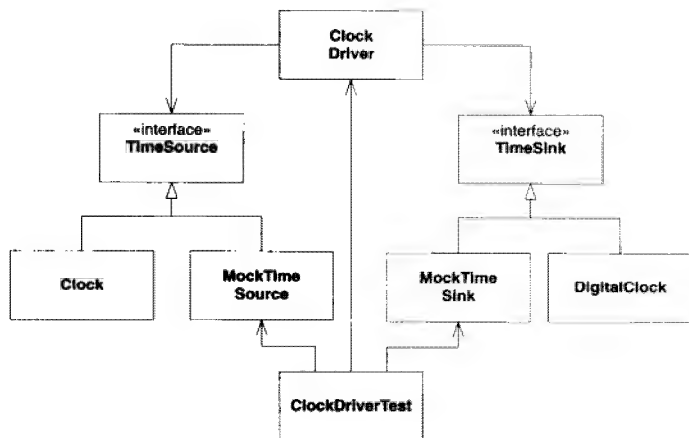 Clock
Driver
«interface»
TimeSource
«interface»
TimeSink
Clock
MockTime
Source
MockTime
Sink
DigitalClock
ClockDriverTest